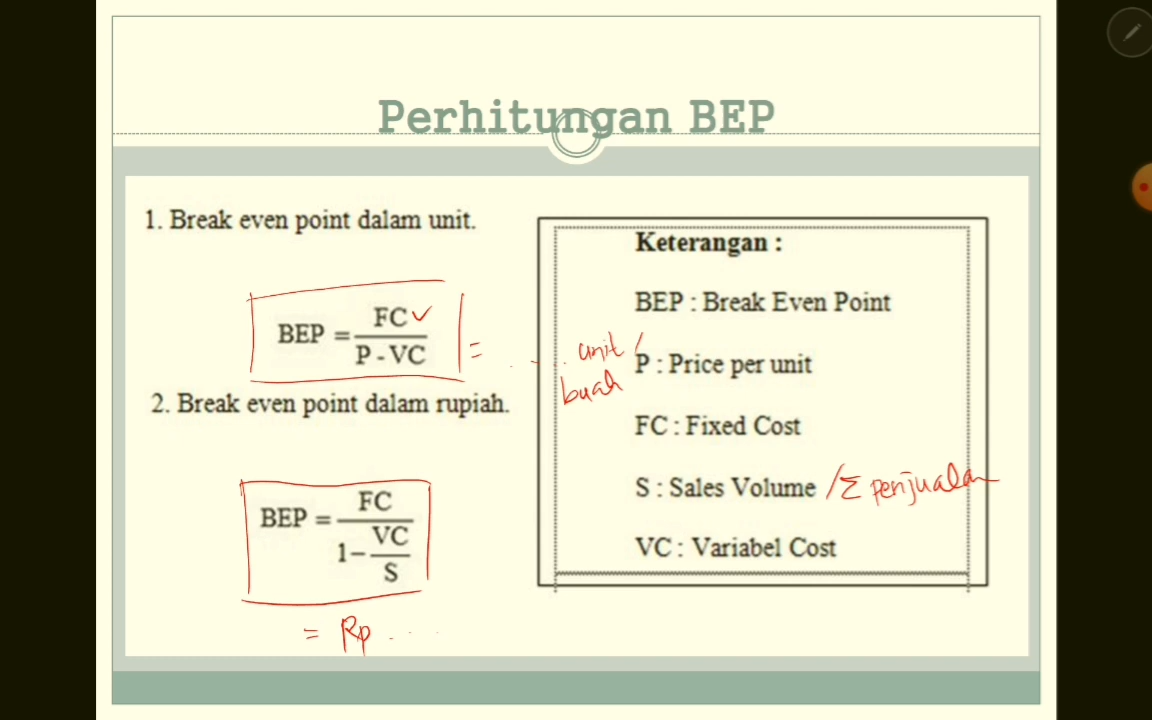 Perhitungan BEP
1. Break even point dalam unit.
BEP = FC ✓ / P - VC = ..... unit / buah
2. Break even point dalam rupiah.
BEP = FC / 1 - VC / S
= Rp .....
Keterangan :
BEP : Break Even Point
P : Price per unit
FC : Fixed Cost
S : Sales Volume / Σ penjualan
VC : Variabel Cost